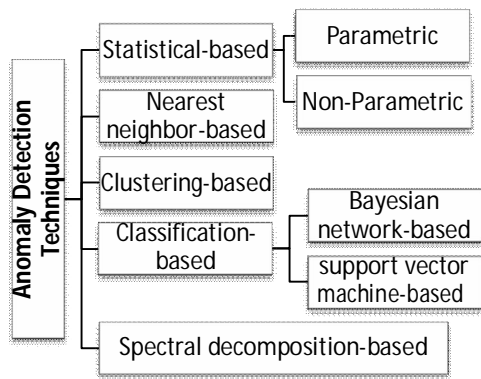 Anomaly Detection
Techniques
Statistical-based
Parametric
Non-Parametric
Nearest
neighbor-based
Clustering-based
Classification-
based
Bayesian
network-based
support vector
machine-based
Spectral decomposition-based